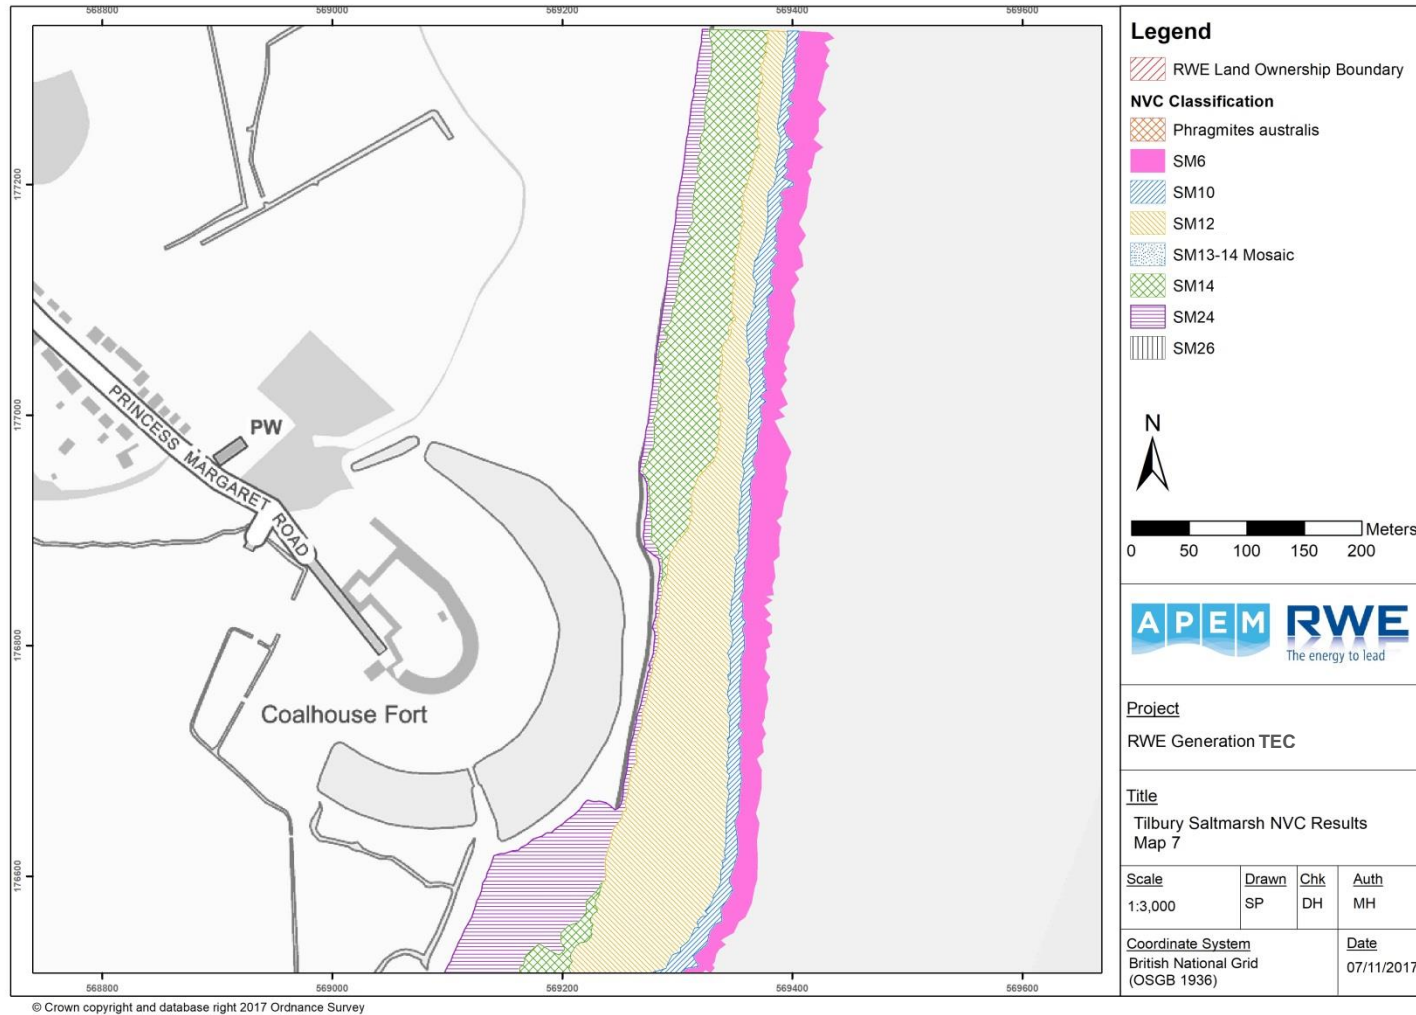 568800 569000 569200 569400 569600
177200
177000
176800
176600
PRINCESS MARGARET ROAD
PW
Coalhouse Fort
568800 569000 569200 569400 569600
© Crown copyright and database right 2017 Ordnance Survey
Legend
RWE Land Ownership Boundary
NVC Classification
Phragmites australis
SM6
SM10
SM12
SM13-14 Mosaic
SM14
SM24
SM26
N
Meters
0 50 100 150 200
APEM RWE
The energy to lead
Project
RWE Generation TEC
Title
Tilbury Saltmarsh NVC Results
Map 7
Scale Drawn Chk Auth
1:3,000 SP DH MH
Coordinate System Date
British National Grid
(OSGB 1936)
07/11/2017